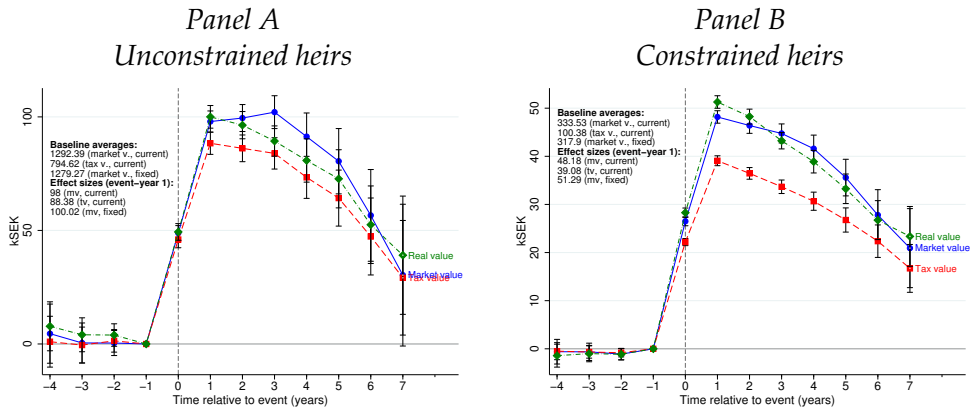 Panel A
Unconstrained heirs
kSEK
100
50
0
Baseline averages:
1292.39 (market v., current)
794.62 (tax v., current)
1279.27 (market v., fixed)
Effect sizes (event-year 1):
98 (mv, current)
88.38 (tv, current)
100.02 (mv, fixed)
Real value
Market value
Tax value
−4 −3 −2 −1 0 1 2 3 4 5 6 7
Time relative to event (years)
Panel B
Constrained heirs
kSEK
50
40
30
20
10
0
Baseline averages:
333.53 (market v., current)
100.38 (tax v., current)
317.9 (market v., fixed)
Effect sizes (event-year 1):
48.18 (mv, current)
39.08 (tv, current)
51.29 (mv, fixed)
Real value
Market value
Tax value
−4 −3 −2 −1 0 1 2 3 4 5 6 7
Time relative to event (years)